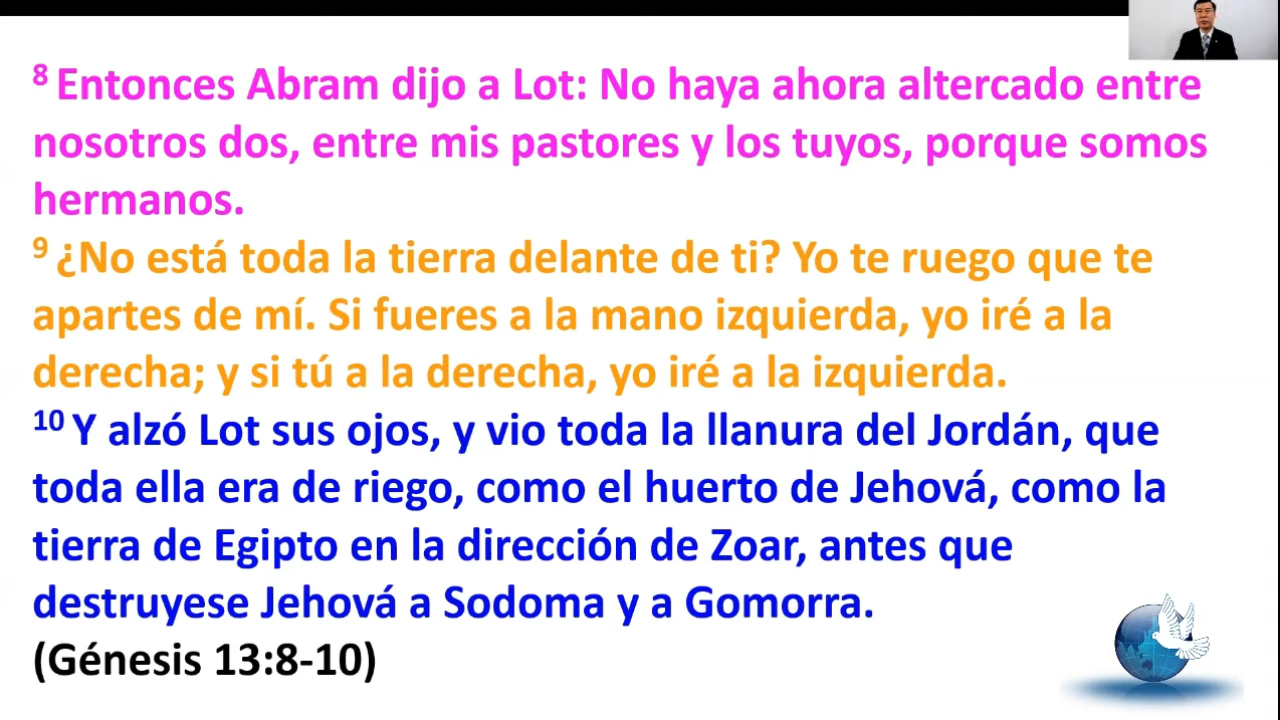 8 Entonces Abram dijo a Lot: No haya ahora altercado entre
nosotros dos, entre mis pastores y los tuyos, porque somos
hermanos.
9 ¿No está toda la tierra delante de ti? Yo te ruego que te
apartes de mí. Si fueres a la mano izquierda, yo iré a la
derecha; y si tú a la derecha, yo iré a la izquierda.
10 Y alzó Lot sus ojos, y vio toda la llanura del Jordán, que
toda ella era de riego, como el huerto de Jehová, como la
tierra de Egipto en la dirección de Zoar, antes que
destruyese Jehová a Sodoma y a Gomorra.
(Génesis 13:8-10)